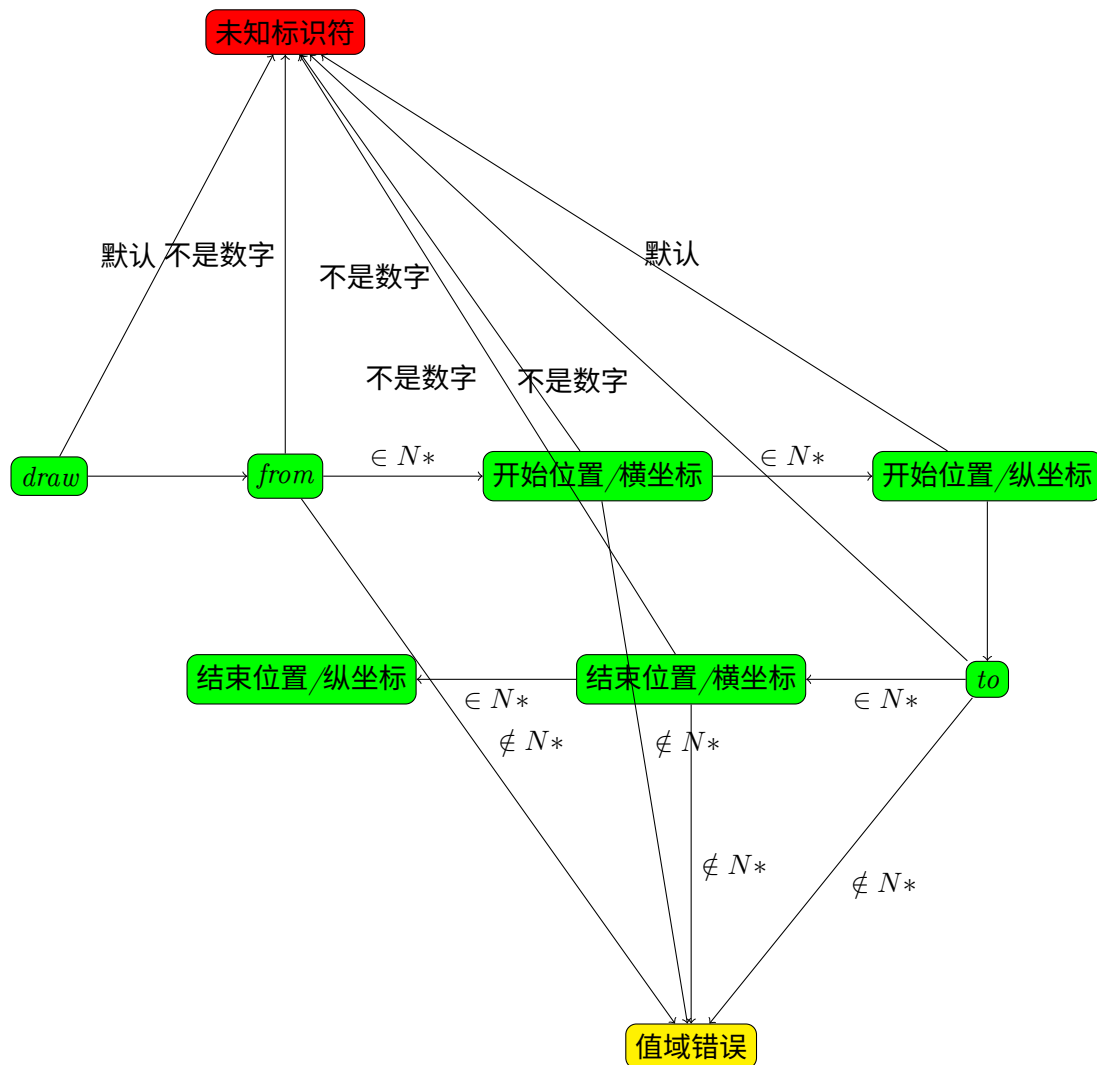 未知标识符
默认
不是数字
默认
不是数字
不是数字
不是数字
draw
from
∈ N*
开始位置/横坐标
∈ N*
开始位置/纵坐标
结束位置/纵坐标
∈ N*
结束位置/横坐标
∈ N*
to
∉ N*
∉ N*
∉ N*
∉ N*
值域错误